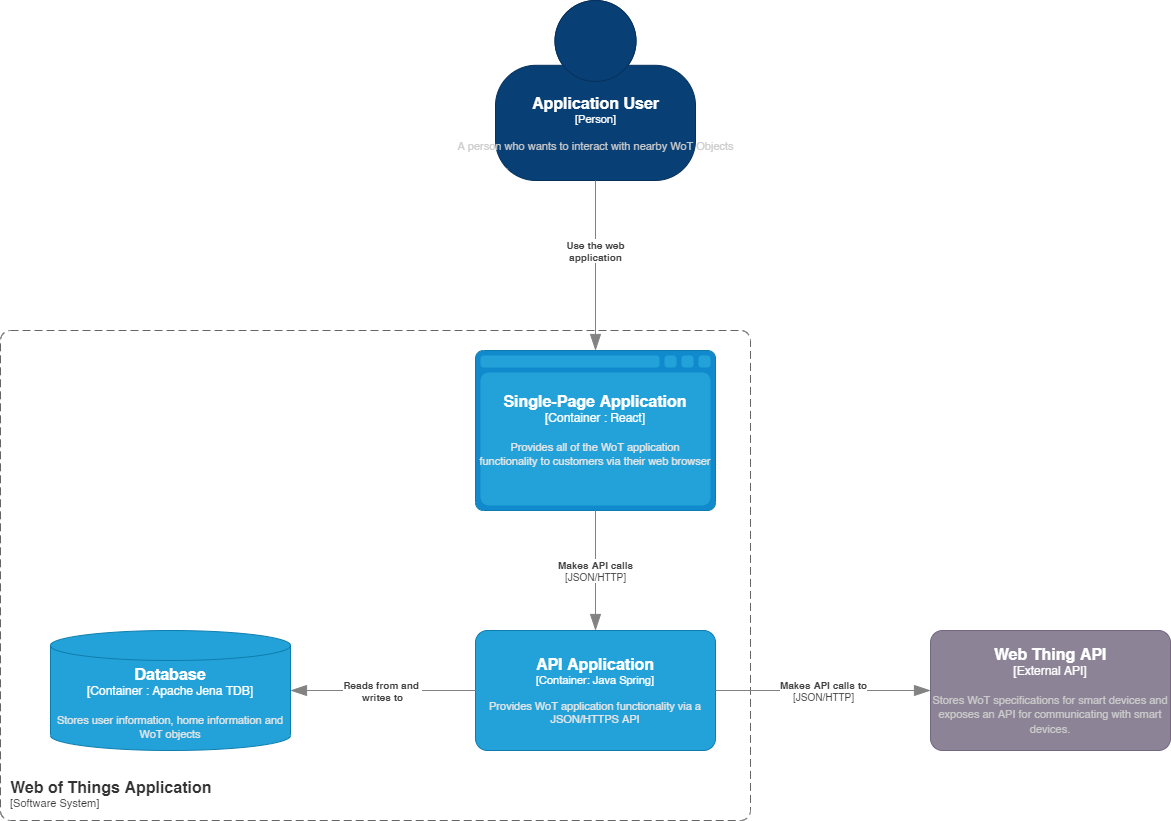 Application User
[Person]
A person who wants to interact with nearby WoT Objects
Use the web
application
Single-Page Application
[Container : React]
Provides all of the WoT application
functionality to customers via their web browser
Makes API calls
[JSON/HTTP]
Database
[Container : Apache Jena TDB]
Stores user information, home information and
WoT objects
Reads from and
writes to
API Application
[Container: Java Spring]
Provides WoT application functionality via a
JSON/HTTPS API
Makes API calls to
[JSON/HTTP]
Web Thing API
[External API]
Stores WoT specifications for smart devices and
exposes an API for communicating with smart
devices.
Web of Things Application
[Software System]